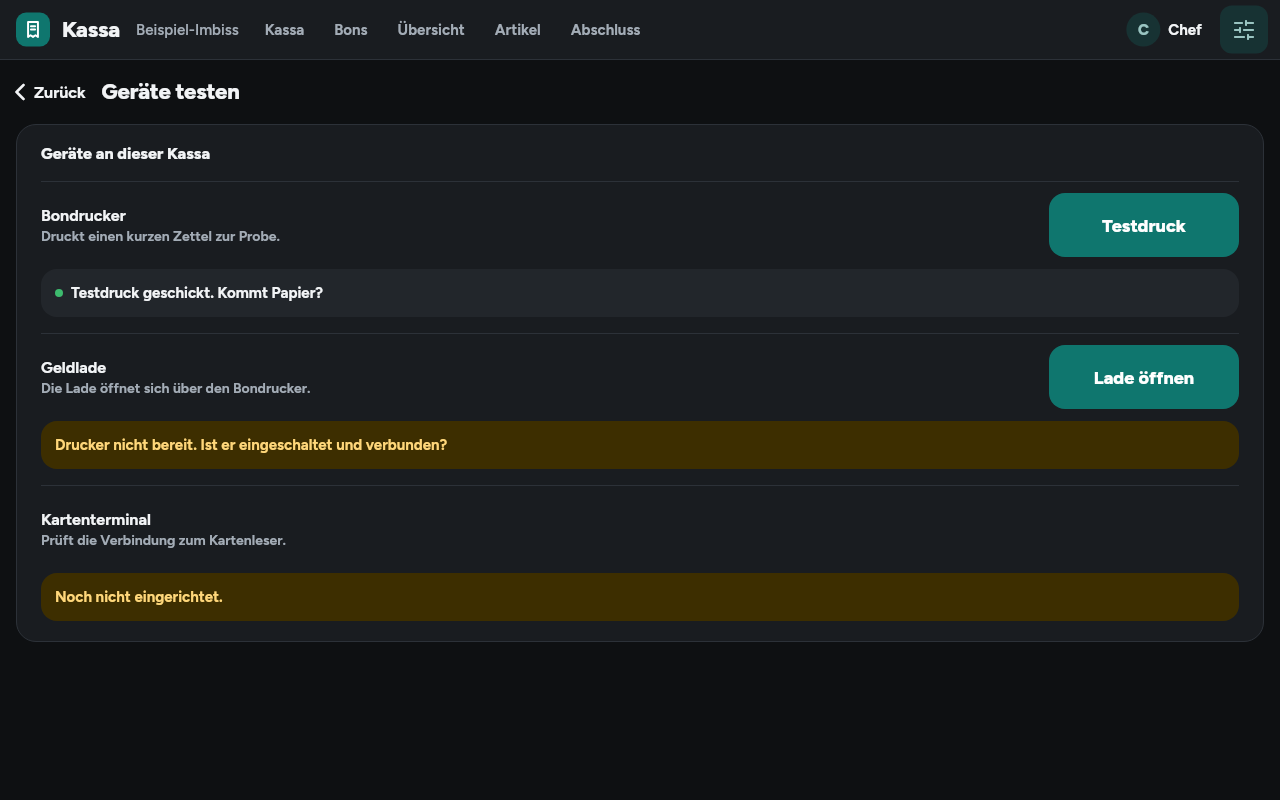 Kassa Beispiel-Imbiss Kassa Bons Übersicht Artikel Abschluss C Chef
Zurück Geräte testen
Geräte an dieser Kassa
Bondrucker
Druckt einen kurzen Zettel zur Probe.
Testdruck
Testdruck geschickt. Kommt Papier?
Geldlade
Die Lade öffnet sich über den Bondrucker.
Lade öffnen
Drucker nicht bereit. Ist er eingeschaltet und verbunden?
Kartenterminal
Prüft die Verbindung zum Kartenleser.
Noch nicht eingerichtet.